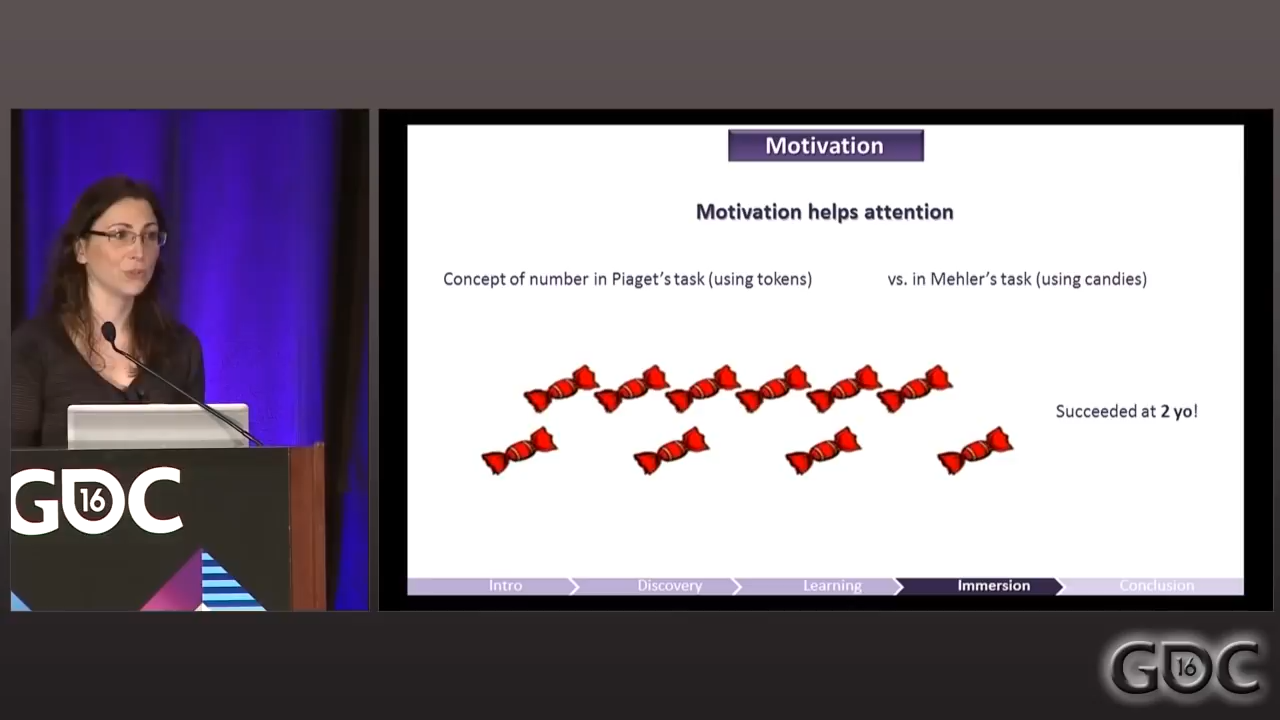 Motivation
Motivation helps attention
Concept of number in Piaget's task (using tokens)
vs. in Mehler's task (using candies)
Succeeded at 2 yo!
Intro
Discovery
Learning
Immersion
Conclusion
GDC
16
GDC
16